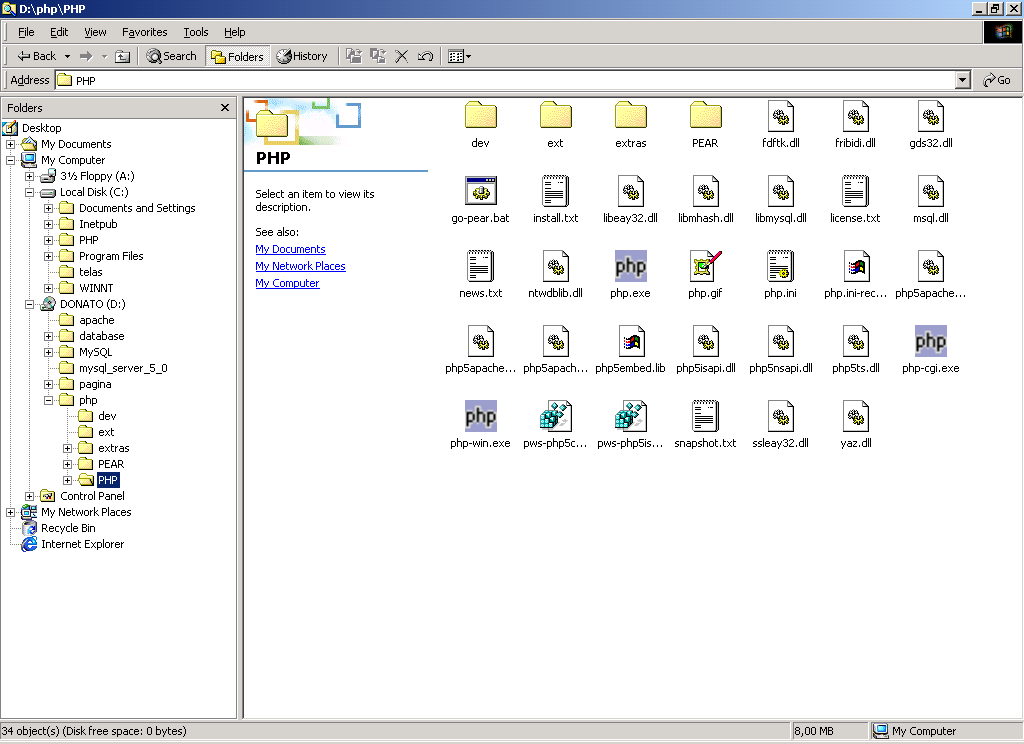 D:\php\PHP
File Edit View Favorites Tools Help
Back Search Folders History
Address PHP Go
Folders
Desktop
My Documents
My Computer
3½ Floppy (A:)
Local Disk (C:)
Documents and Settings
Inetpub
PHP
Program Files
telas
WINNT
DONATO (D:)
apache
database
MySQL
mysql_server_5_0
pagina
php
dev
ext
extras
PEAR
PHP
Control Panel
My Network Places
Recycle Bin
Internet Explorer
PHP
Select an item to view its
description.
See also:
My Documents
My Network Places
My Computer
dev ext extras PEAR fdftk.dll fribidi.dll gds32.dll
go-pear.bat install.txt libeay32.dll libmhash.dll libmysql.dll license.txt msql.dll
php
news.txt ntwdblib.dll php.exe php.gif php.ini php.ini-rec... php5apache...
php
php5apache... php5apach... php5embed.lib php5isapi.dll php5nsapi.dll php5ts.dll php-cgi.exe
php
php-win.exe pws-php5c... pws-php5is... snapshot.txt ssleay32.dll yaz.dll
34 object(s) (Disk free space: 0 bytes) 8,00 MB My Computer